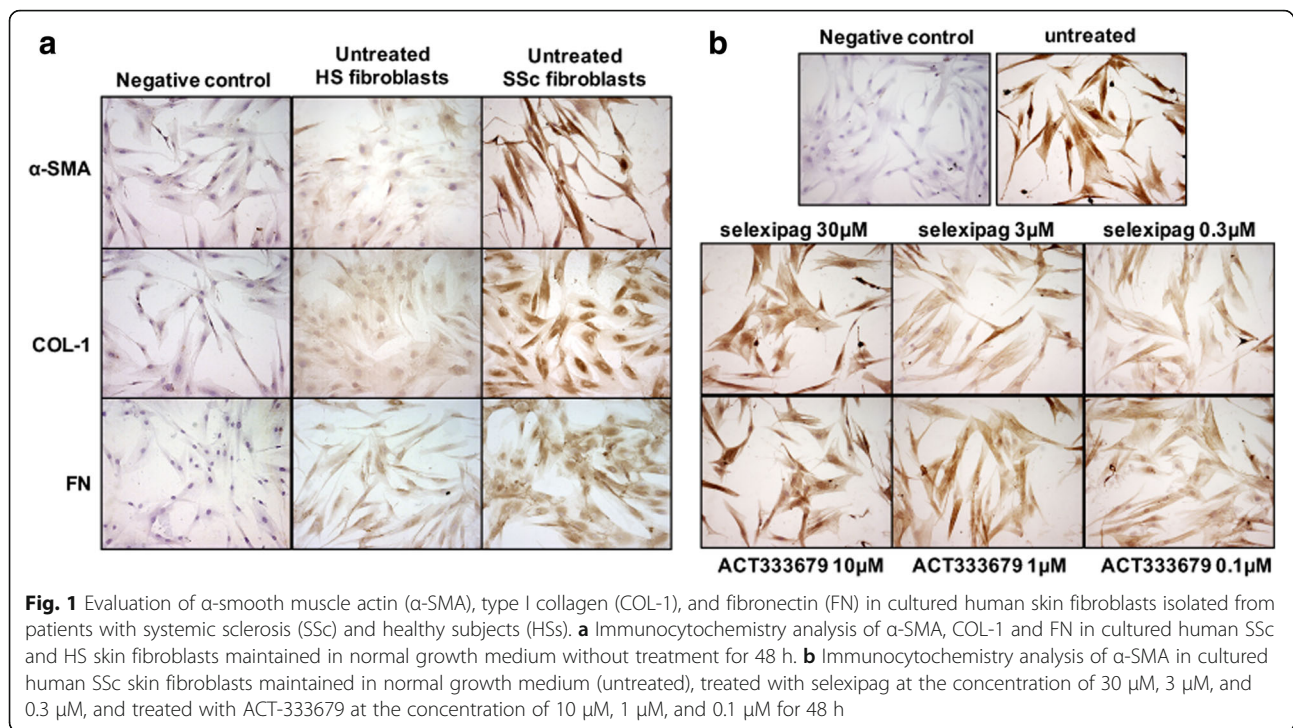 a
Untreated
HS fibroblasts
Untreated
SSc fibroblasts
Negative control
α-SMA
COL-1
FN
b
Negative control
untreated
selexipag 30µM
selexipag 3µM
selexipag 0.3µM
ACT333679 10µM
ACT333679 1µM
ACT333679 0.1µM
Fig. 1 Evaluation of α-smooth muscle actin (α-SMA), type I collagen (COL-1), and fibronectin (FN) in cultured human skin fibroblasts isolated from
patients with systemic sclerosis (SSc) and healthy subjects (HSs). a Immunocytochemistry analysis of α-SMA, COL-1 and FN in cultured human SSc
and HS skin fibroblasts maintained in normal growth medium without treatment for 48 h. b Immunocytochemistry analysis of α-SMA in cultured
human SSc skin fibroblasts maintained in normal growth medium (untreated), treated with selexipag at the concentration of 30 μM, 3 μM, and
0.3 μM, and treated with ACT-333679 at the concentration of 10 μM, 1 μM, and 0.1 μM for 48 h